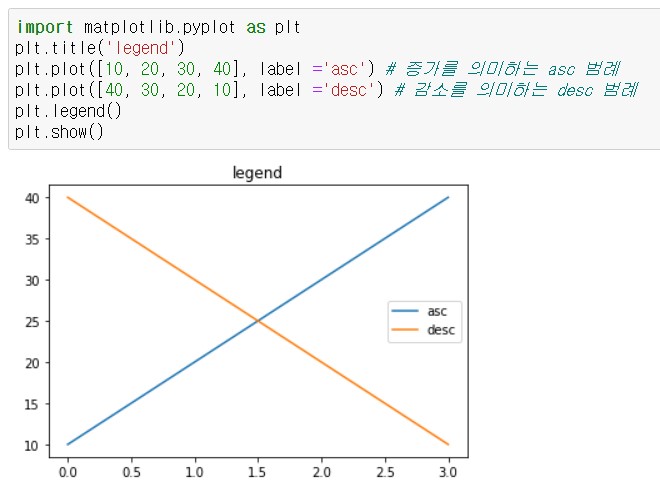 import matplotlib.pyplot as plt
plt.title('legend')
plt.plot([10, 20, 30, 40], label ='asc') # 증가를 의미하는 asc 범례
plt.plot([40, 30, 20, 10], label ='desc') # 감소를 의미하는 desc 범례
plt.legend()
plt.show()
legend
40
35
30
25
20
15
10
asc
desc
0.0 0.5 1.0 1.5 2.0 2.5 3.0